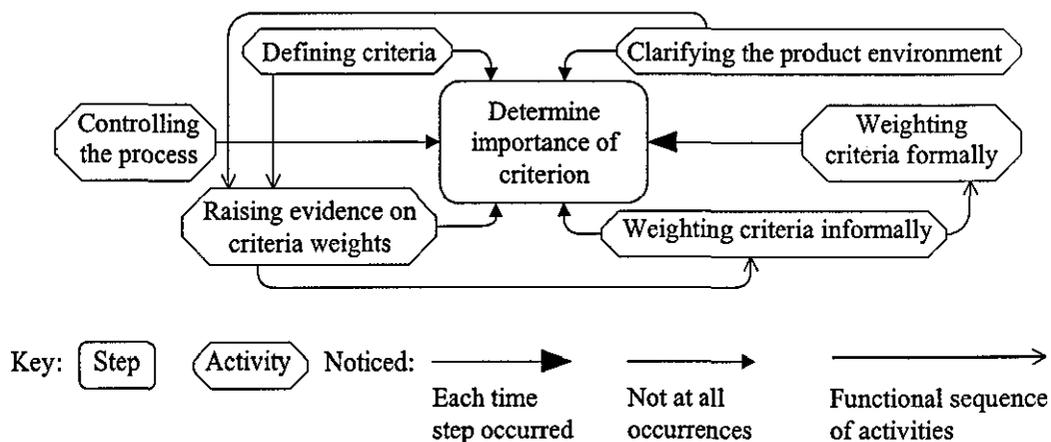 Defining criteria
Clarifying the product environment
Controlling
the process
Determine
importance of
criterion
Weighting
criteria formally
Raising evidence on
criteria weights
Weighting criteria informally
Key:
Step
Activity
Noticed:
Each time
step occurred
Not at all
occurrences
Functional sequence
of activities